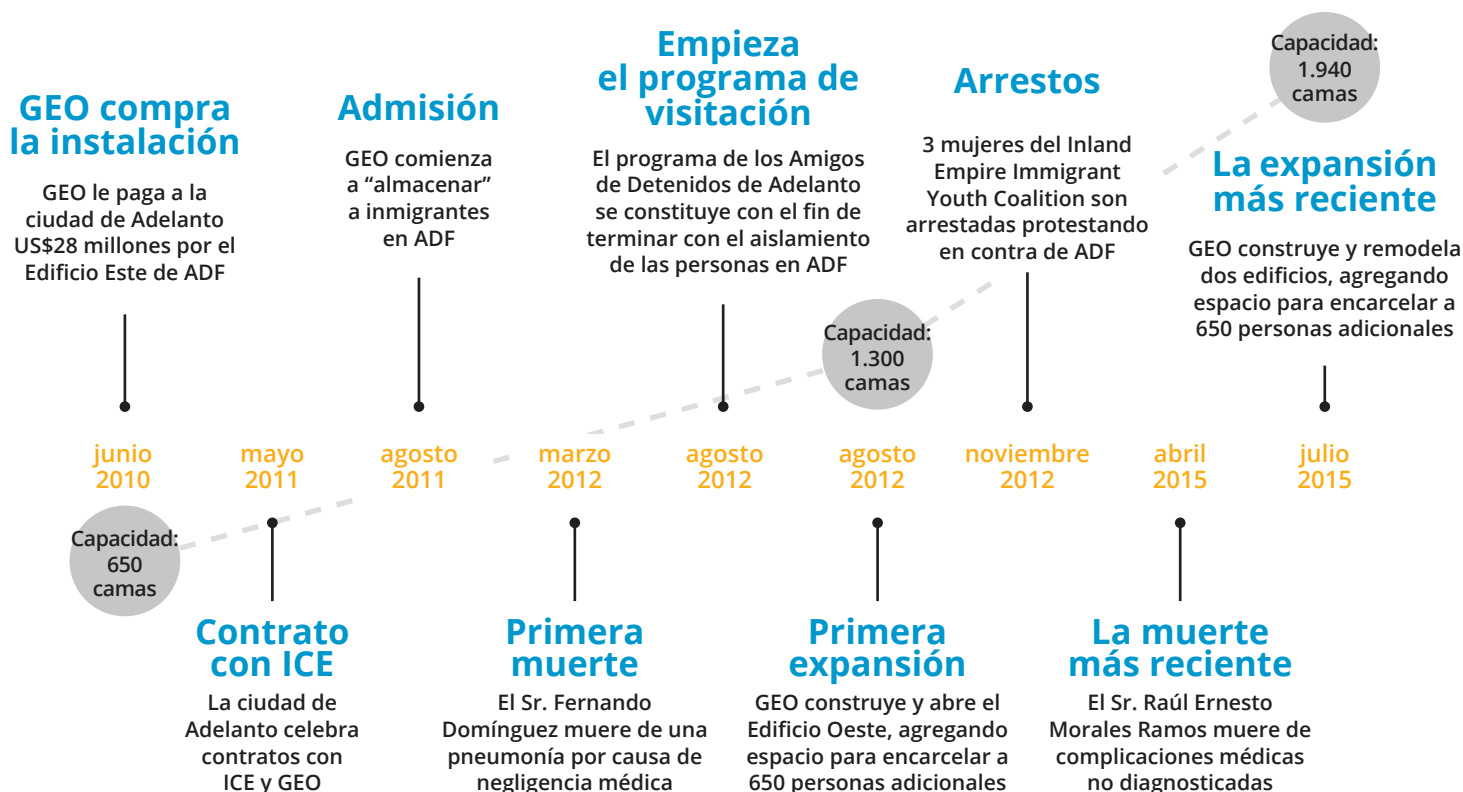 GEO compra
la instalación
GEO le paga a la
ciudad de Adelanto
US$28 millones por el
Edificio Este de ADF
Admisión
GEO comienza
a “almacenar”
a inmigrantes
en ADF
Empieza
el programa de
visitación
El programa de los Amigos
de Detenidos de Adelanto
se constituye con el fin de
terminar con el aislamiento
de las personas en ADF
Arrestos
3 mujeres del Inland
Empire Immigrant
Youth Coalition son
arrestadas protestando
en contra de ADF
Capacidad:
1.940
camas
La expansión
más reciente
GEO construye y remodela
dos edificios, agregando
espacio para encarcelar a
650 personas adicionales
Capacidad:
1.300
camas
junio
2010
mayo
2011
agosto
2011
marzo
2012
agosto
2012
agosto
2012
noviembre
2012
abril
2015
julio
2015
Capacidad:
650
camas
Contrato
con ICE
La ciudad de
Adelanto celebra
contratos con
ICE y GEO
Primera
muerte
El Sr. Fernando
Domínguez muere de una
pneumonía por causa de
negligencia médica
Primera
expansión
GEO construye y abre el
Edificio Oeste, agregando
espacio para encarcelar a
650 personas adicionales
La muerte
más reciente
El Sr. Raúl Ernesto
Morales Ramos muere de
complicaciones médicas
no diagnosticadas